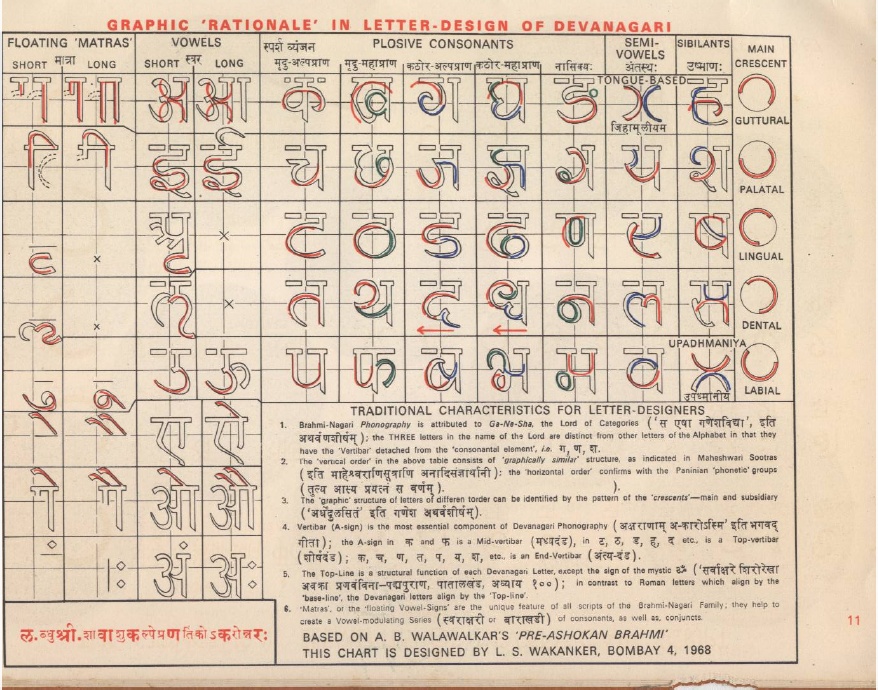 GRAPHIC 'RATIONALE' IN LETTER-DESIGN OF DEVANAGARI
FLOATING 'MATRAS' VOWELS स्पर्श व्यंजन PLOSIVE CONSONANTS SEMI-VOWELS SIBILANTS MAIN CRESCENT
SHORT मात्रा LONG SHORT स्वर LONG मृदु-अल्पप्राण मृदु-महाप्राण कठोर-अल्पप्राण कठोर-महाप्राण नासिक्य: अंतस्थ: उष्माण:
TONGUE-BASED
अ आ क ख ग घ ङ ह
जिहामूलीयम GUTTURAL
इ ई च छ ज झ ञ य श PALATAL
ऋ × ट ठ ड ढ ण र ष
× LINGUAL
ऌ × त थ द ध न ल स
× DENTAL
UPADHMANIYA
उ ऊ प फ ब भ म व
उपध्मानीय LABIAL
ए ऐ
ओ औ
अं अः
TRADITIONAL CHARACTERISTICS FOR LETTER-DESIGNERS
1. Brahmi-Nagari Phonography is attributed to Ga-Ne-Sha, the Lord of Categories ('स एषा गणेशविद्या', इति
अथर्वणशीर्षम्); the THREE letters in the name of the Lord are distinct from other letters of the Alphabet in that they
have the 'Vertibar' detached from the 'consonantal element', i.e. ग, ण, श.
2. The 'vertical order' in the above table consists of 'graphically similar' structure, as indicated in Maheshwari Sootras
(इति माहेश्वराणिसूत्राणि अनादिसंज्ञार्थानी): the 'horizontal order' confirms with the Paninian 'phonetic' groups
(तुल्य आस्य प्रयत्नं स वर्णम्). ).
3. The 'graphic' structure of letters of differen torder can be identified by the pattern of the 'crescents'—main and subsidiary
('अर्धेंदुलसितं' इति गणेश अथर्वशीर्षम्).
4. Vertibar (A-sign) is the most essential component of Devanagari Phonography (अक्षराणाम् अ-कारोऽस्मि' इति भगवद्
गीता); the A-sign in क and फ is a Mid-vertibar (मध्यदंड), in ट, ठ, ड, ह, द etc., is a Top-vertibar
(शीर्षदंड); क, च, ण, त, प, य, श, etc., is an End-Vertibar (अंत्य-दंड).
5. The Top-Line is a structural function of each Devanagari Letter, except the sign of the mystic ॐ ('सर्वाक्षरे शिरोरेखा
अवक्रा प्रणवंविना-पद्मपुराण, पातालखंड, अध्याय १००); in contrast to Roman letters which align by the
'base-line', the Devanagari letters align by the 'Top-line'.
6. 'Matras', or the 'floating Vowel-Signs' are the unique feature of all scripts of the Brahmi-Nagari Family; they help to
create a Vowel-modulating Series (स्वराक्षरी or बाराखडी) of consonants, as well as, conjuncts.
BASED ON A. B. WALAWALKAR'S 'PRE-ASHOKAN BRAHMI'
THIS CHART IS DESIGNED BY L. S. WAKANKER, BOMBAY 4, 1968
11